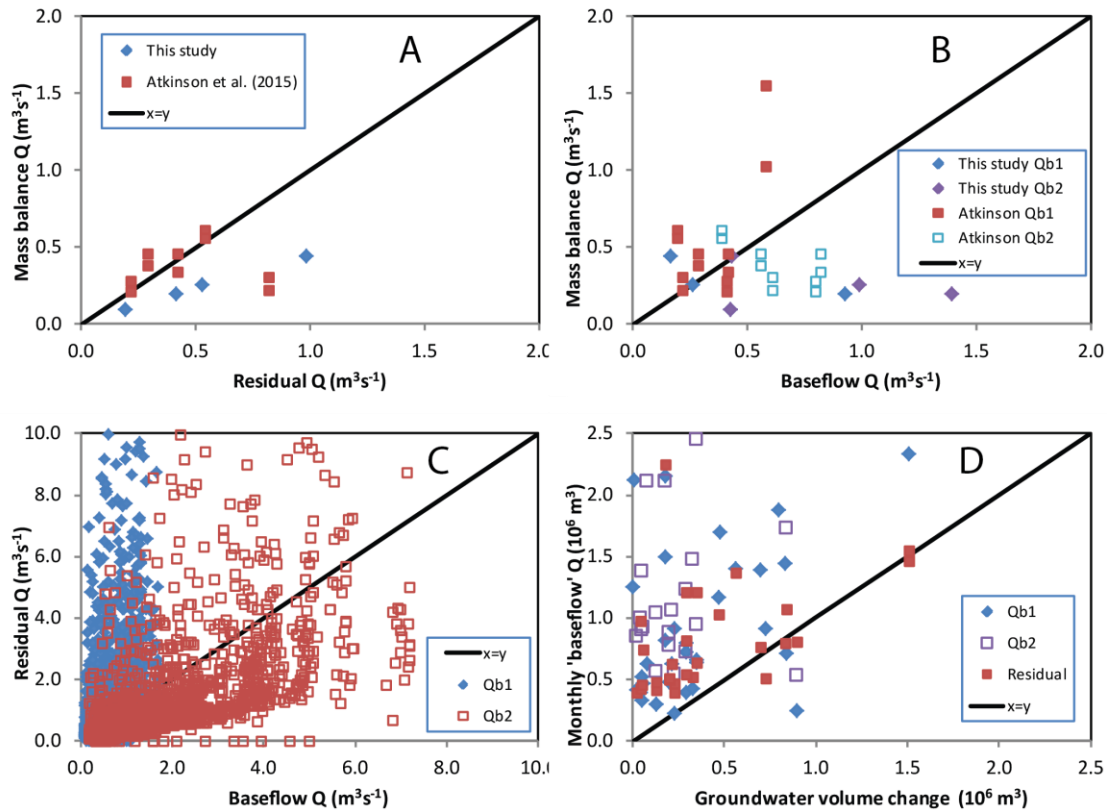 A
This study
Atkinson et al. (2015)
x=y
Mass balance Q (m³s⁻¹)
2.0
1.5
1.0
0.5
0.0
0.0 0.5 1.0 1.5 2.0
Residual Q (m³s⁻¹)
B
This study Qb1
This study Qb2
Atkinson Qb1
Atkinson Qb2
x=y
Mass balance Q (m³s⁻¹)
2.0
1.5
1.0
0.5
0.0
0.0 0.5 1.0 1.5 2.0
Baseflow Q (m³s⁻¹)
C
x=y
Qb1
Qb2
Residual Q (m³s⁻¹)
10.0
8.0
6.0
4.0
2.0
0.0
0.0 2.0 4.0 6.0 8.0 10.0
Baseflow Q (m³s⁻¹)
D
Qb1
Qb2
Residual
x=y
Monthly 'baseflow' Q (10⁶ m³)
2.5
2.0
1.5
1.0
0.5
0.0
0.0 0.5 1.0 1.5 2.0 2.5
Groundwater volume change (10⁶ m³)